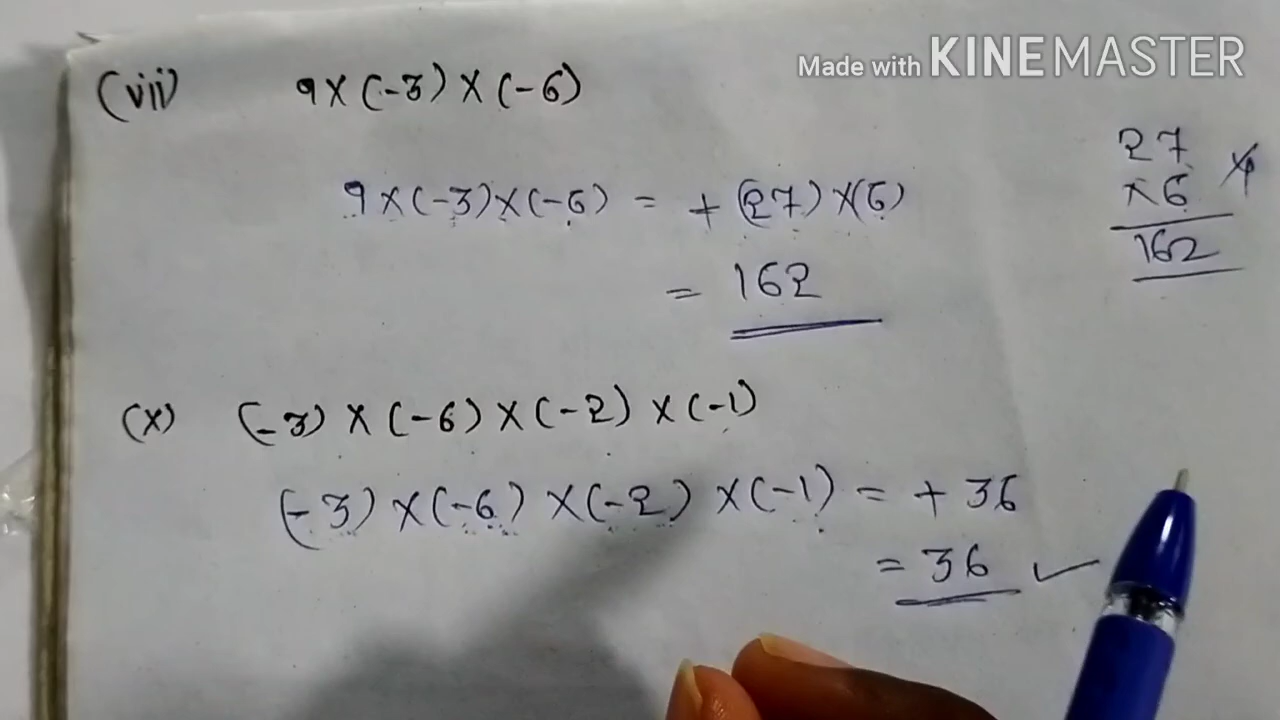 Made with KINEMASTER
(vii) 9 × (-3) × (-6)
9 × (-3) × (-6) = + (27) × (6)
= 162
27
× 6
162
(x) (-3) × (-6) × (-2) × (-1)
(-3) × (-6) × (-2) × (-1) = + 36
= 36 ✓